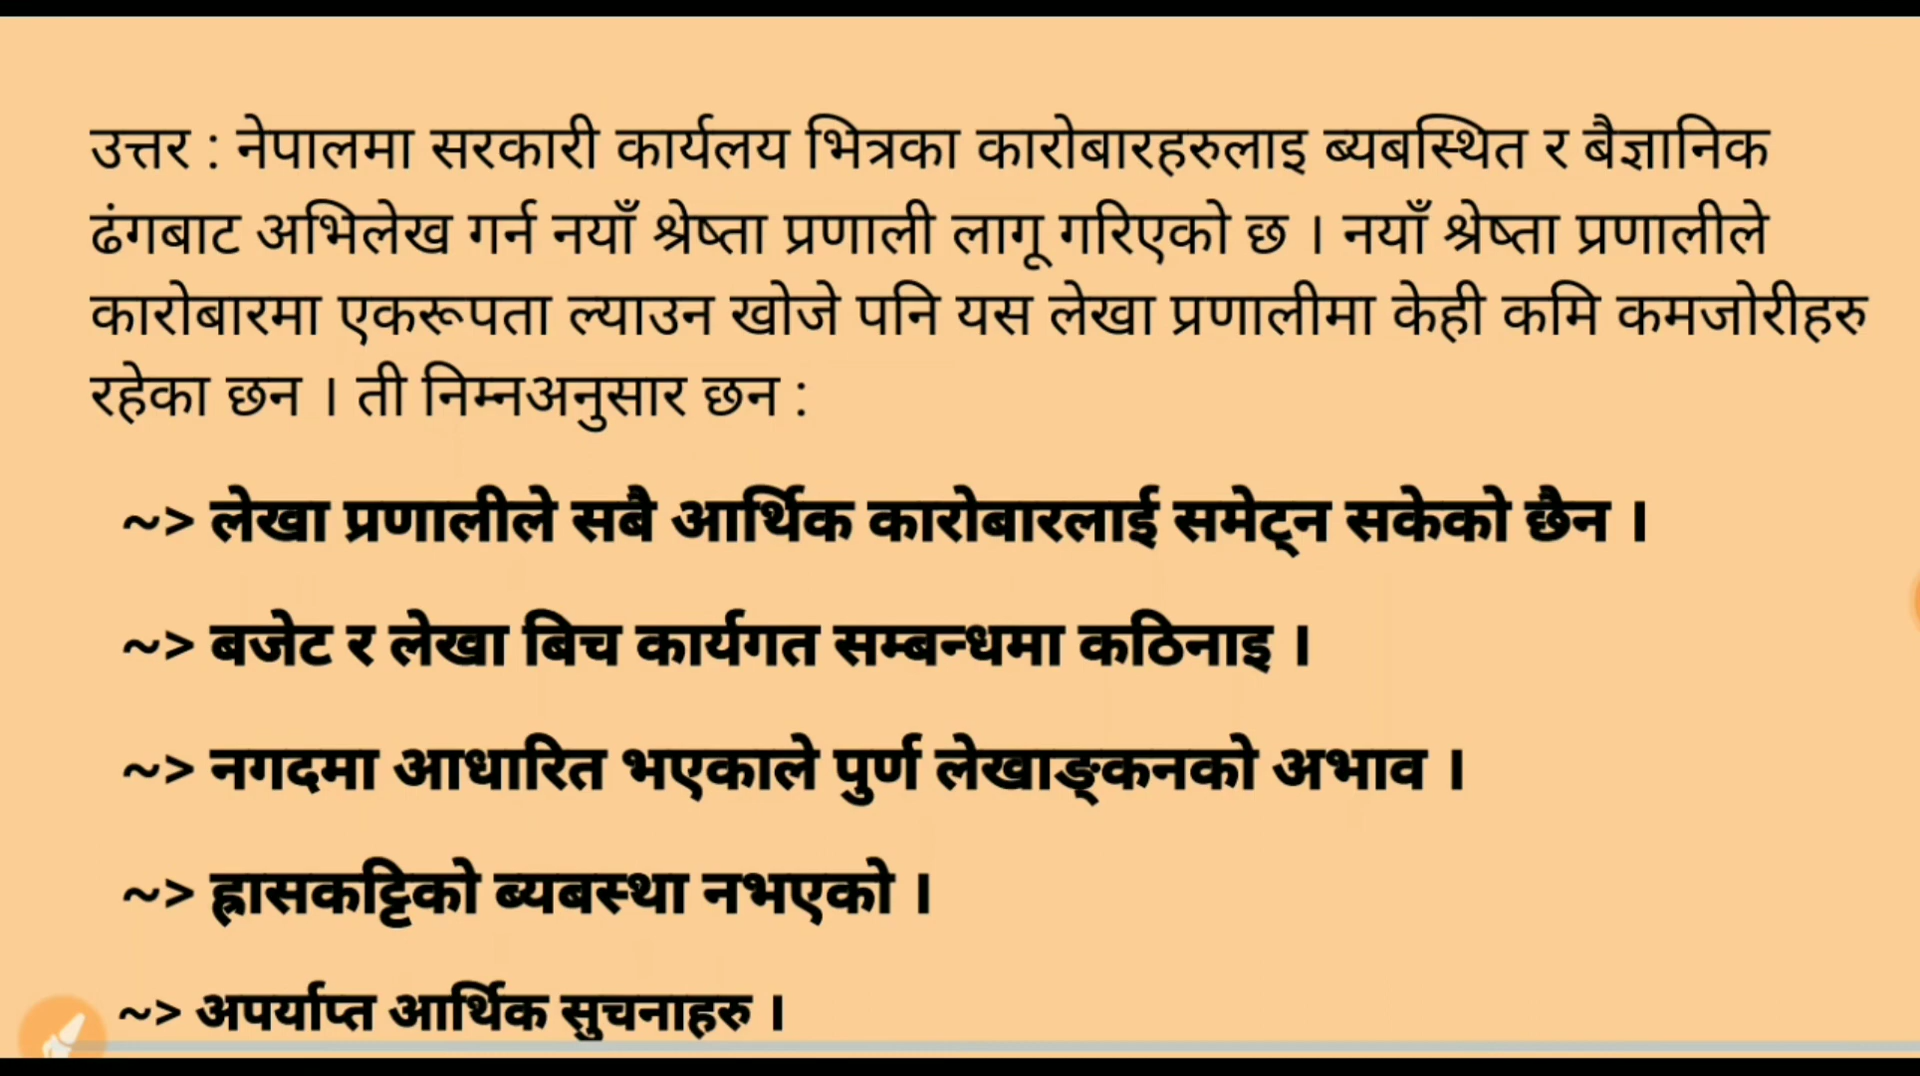 उत्तर : नेपालमा सरकारी कार्यलय भित्रका कारोबारहरुलाइ ब्यबस्थित र बैज्ञानिक
ढंगबाट अभिलेख गर्न नयाँ श्रेष्ता प्रणाली लागू गरिएको छ । नयाँ श्रेष्ता प्रणालीले
कारोबारमा एकरूपता ल्याउन खोजे पनि यस लेखा प्रणालीमा केही कमि कमजोरीहरु
रहेका छन । ती निम्नअनुसार छन :
~> लेखा प्रणालीले सबै आर्थिक कारोबारलाई समेट्न सकेको छैन ।
~> बजेट र लेखा बिच कार्यगत सम्बन्धमा कठिनाइ ।
~> नगदमा आधारित भएकाले पुर्ण लेखाङ्कनको अभाव ।
~> ह्रासकट्टिको ब्यबस्था नभएको ।
~> अपर्याप्त आर्थिक सुचनाहरु ।